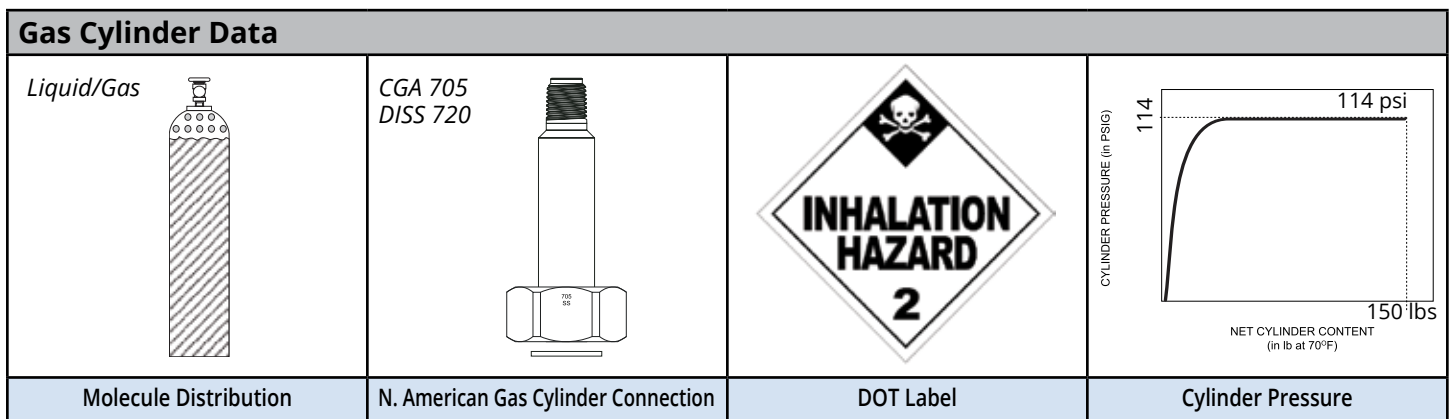 Gas Cylinder Data
Liquid/Gas
CGA 705
DISS 720
705
SS
INHALATION
HAZARD
2
CYLINDER PRESSURE (in PSIG)
114
114 psi
150 lbs
NET CYLINDER CONTENT
(in lb at 70ºF)
Molecule Distribution
N. American Gas Cylinder Connection
DOT Label
Cylinder Pressure